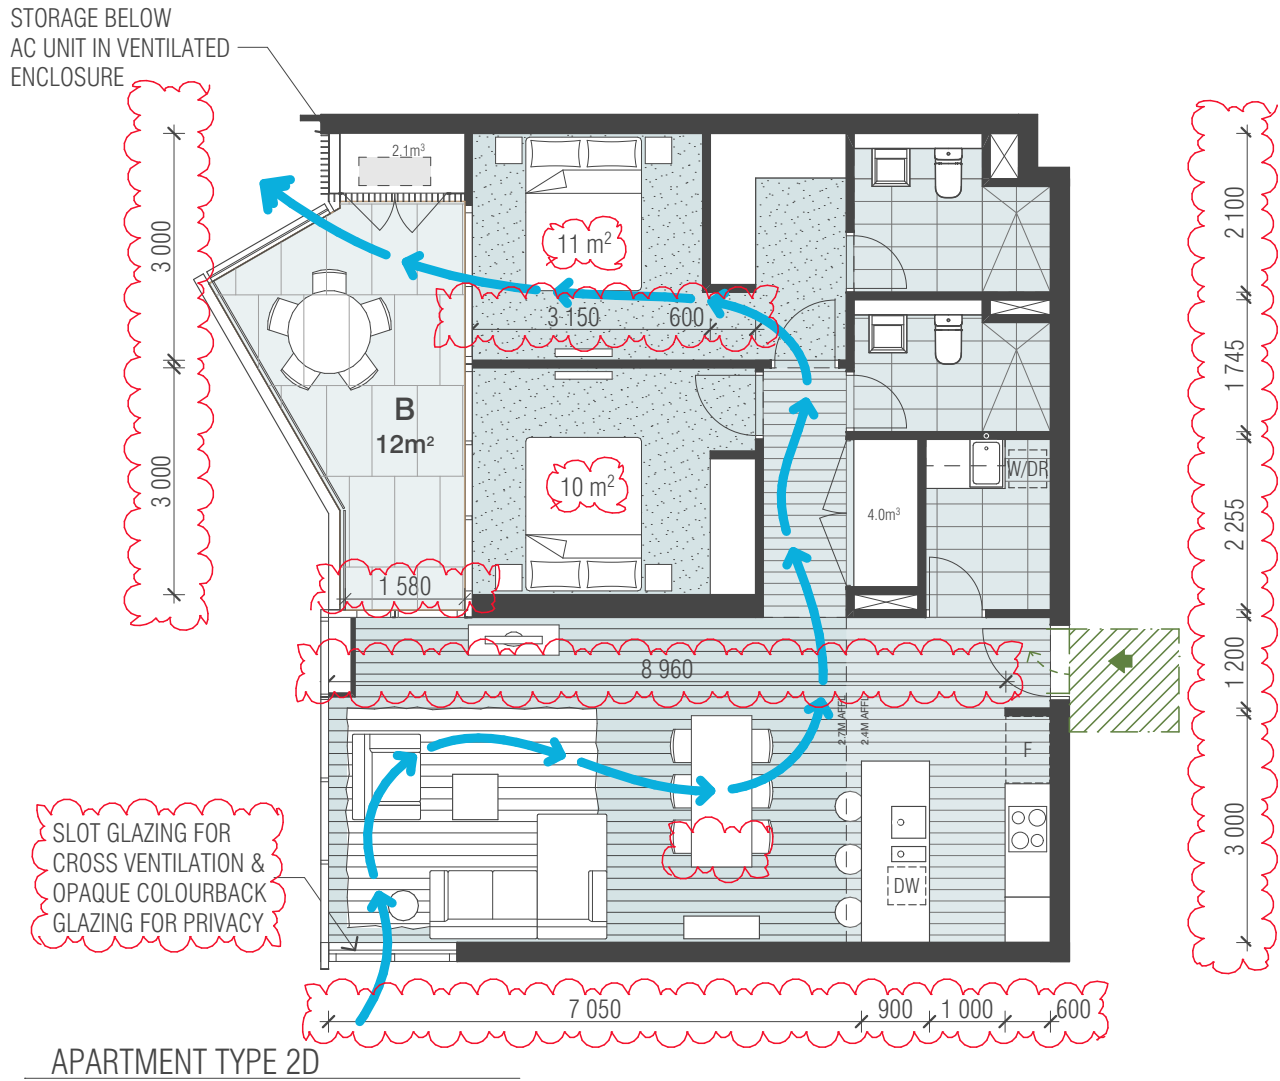 STORAGE BELOW
AC UNIT IN VENTILATED
ENCLOSURE
2.1m³
3 000
11 m²
2 100
3 150
600
1 745
B
12m²
3 000
10 m²
W/DR
4.0m³
2 255
1 580
8 960
1 200
2.7M AFFL
2.4M AFFL
F
SLOT GLAZING FOR
CROSS VENTILATION &
OPAQUE COLOURBACK
GLAZING FOR PRIVACY
3 000
DW
7 050
900
1 000
600
APARTMENT TYPE 2D